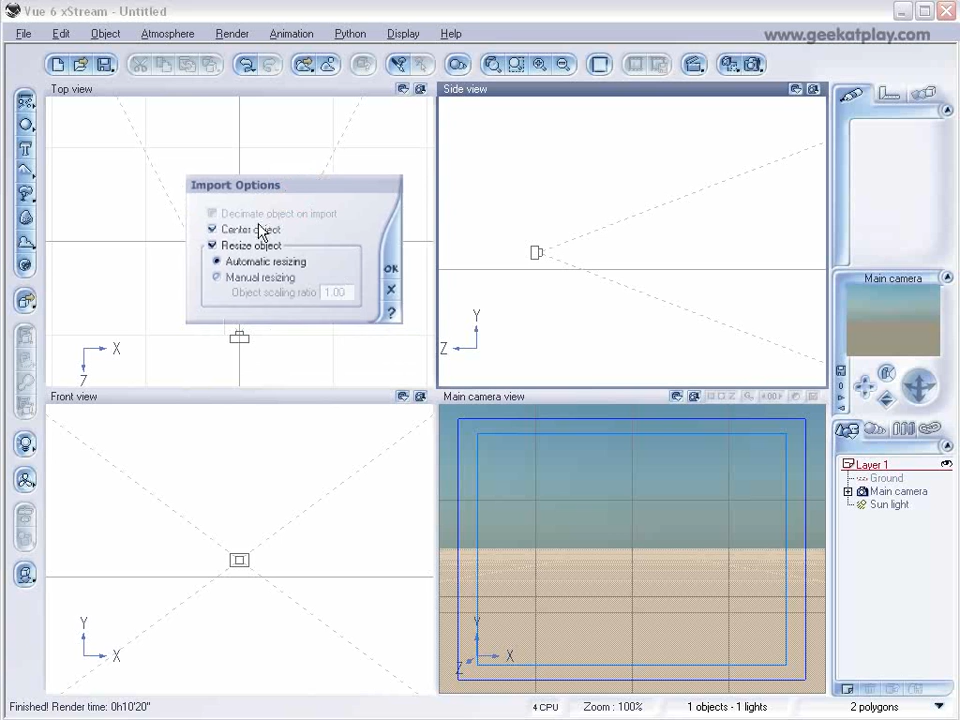 Vue 6 xStream - Untitled
File Edit Object Atmosphere Render Animation Python Display Help
www.geekatplay.com
Top view
Side view
Import Options
Decimate object on import
Center object
Resize object
Automatic resizing
Manual resizing
Object scaling ratio 1.00
OK
?
X
Z
Y
Z
Main camera
Front view
Main camera view
Layer 1
Ground
Main camera
Sun light
Y
X
Y
X
Z
Finished! Render time: 0h10'20"
4 CPU
Zoom : 100%
1 objects - 1 lights
2 polygons